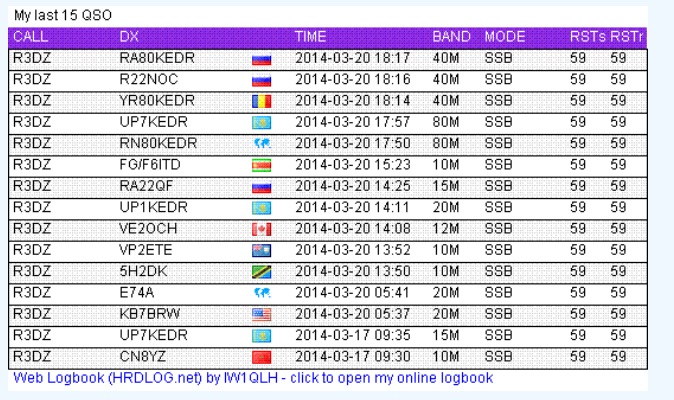 My last 15 QSO
CALL DX TIME BAND MODE RSTs RSTr
R3DZ RA80KEDR 2014-03-20 18:17 40M SSB 59 59
R3DZ R22NOC 2014-03-20 18:16 40M SSB 59 59
R3DZ YR80KEDR 2014-03-20 18:14 40M SSB 59 59
R3DZ UP7KEDR 2014-03-20 17:57 80M SSB 59 59
R3DZ RN80KEDR 2014-03-20 17:50 80M SSB 59 59
R3DZ FG/F6ITD 2014-03-20 15:23 10M SSB 59 59
R3DZ RA22QF 2014-03-20 14:25 15M SSB 59 59
R3DZ UP1KEDR 2014-03-20 14:11 20M SSB 59 59
R3DZ VE2OCH 2014-03-20 14:08 12M SSB 59 59
R3DZ VP2ETE 2014-03-20 13:52 10M SSB 59 59
R3DZ 5H2DK 2014-03-20 13:50 10M SSB 59 59
R3DZ E74A 2014-03-20 05:41 20M SSB 59 59
R3DZ KB7BRW 2014-03-20 05:37 20M SSB 59 59
R3DZ UP7KEDR 2014-03-17 09:35 15M SSB 59 59
R3DZ CN8YZ 2014-03-17 09:30 10M SSB 59 59
Web Logbook (HRDLOG.net) by IW1QLH - click to open my online logbook